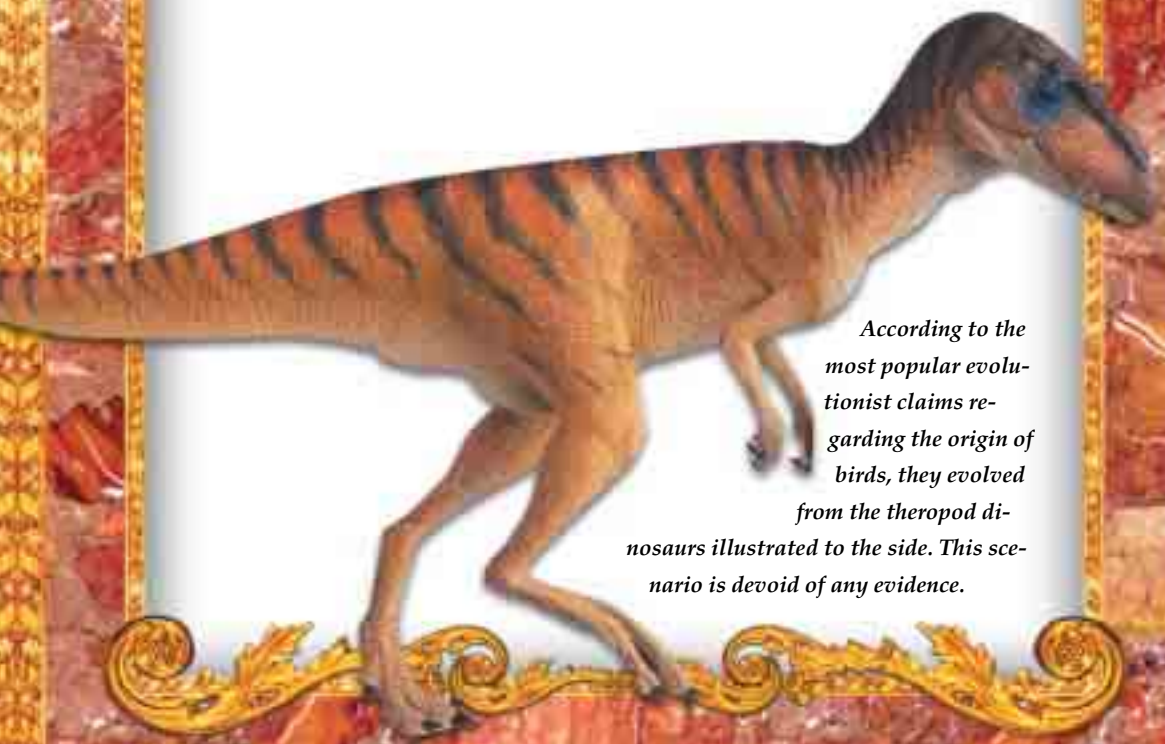 According to the
most popular evolu-
tionist claims re-
garding the origin of
birds, they evolved
from the theropod di-
nosaurs illustrated to the side. This sce-
nario is devoid of any evidence.